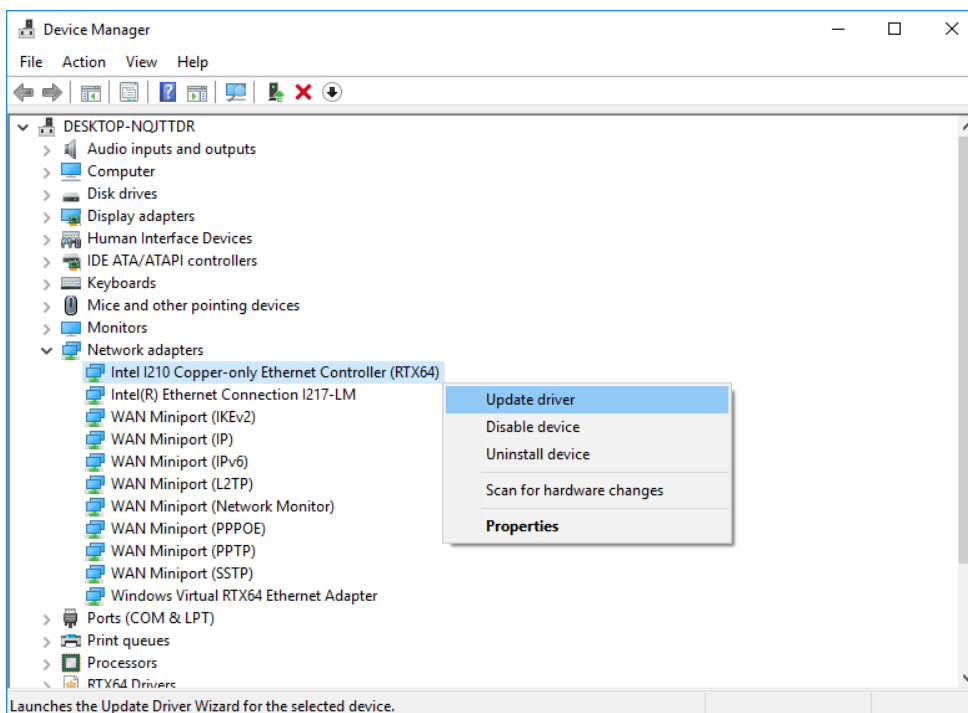 Device Manager
File Action View Help
DESKTOP-NQJTTDR
Audio inputs and outputs
Computer
Disk drives
Display adapters
Human Interface Devices
IDE ATA/ATAPI controllers
Keyboards
Mice and other pointing devices
Monitors
Network adapters
Intel I210 Copper-only Ethernet Controller (RTX64)
Intel(R) Ethernet Connection I217-LM
WAN Miniport (IKEv2)
WAN Miniport (IP)
WAN Miniport (IPv6)
WAN Miniport (L2TP)
WAN Miniport (Network Monitor)
WAN Miniport (PPPOE)
WAN Miniport (PPTP)
WAN Miniport (SSTP)
Windows Virtual RTX64 Ethernet Adapter
Ports (COM & LPT)
Print queues
Processors
RTX64 Drivers
Update driver
Disable device
Uninstall device
Scan for hardware changes
Properties
Launches the Update Driver Wizard for the selected device.